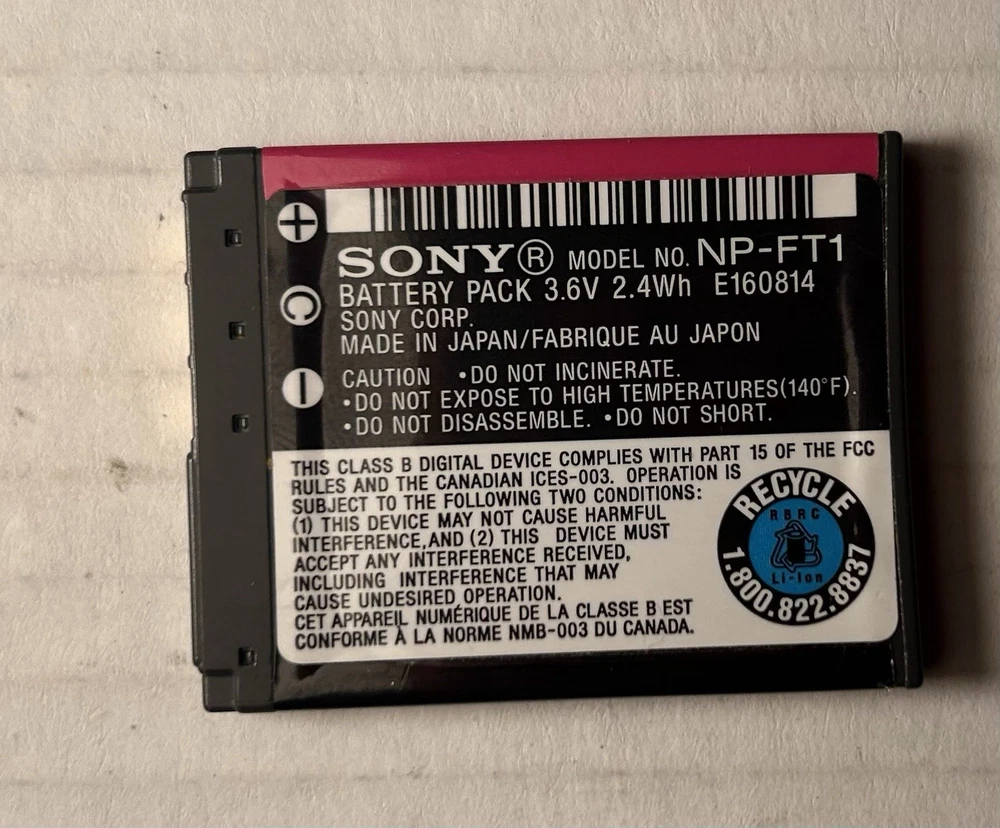 SONY® MODEL NO. NP-FT1
BATTERY PACK 3.6V 2.4Wh E160814
SONY CORP.
MADE IN JAPAN/FABRIQUE AU JAPON
+
C
−
CAUTION •DO NOT INCINERATE.
•DO NOT EXPOSE TO HIGH TEMPERATURES(140°F).
•DO NOT DISASSEMBLE. •DO NOT SHORT.
THIS CLASS B DIGITAL DEVICE COMPLIES WITH PART 15 OF THE FCC
RULES AND THE CANADIAN ICES-003. OPERATION IS
SUBJECT TO THE FOLLOWING TWO CONDITIONS:
(1) THIS DEVICE MAY NOT CAUSE HARMFUL
INTERFERENCE,AND (2) THIS DEVICE MUST
ACCEPT ANY INTERFERENCE RECEIVED,
INCLUDING INTERFERENCE THAT MAY
CAUSE UNDESIRED OPERATION.
CET APPAREIL NUMÉRIQUE DE LA CLASSE B EST
CONFORME À LA NORME NMB-003 DU CANADA.
RECYCLE
RBRC
Li-Ion
1.800.822.8837